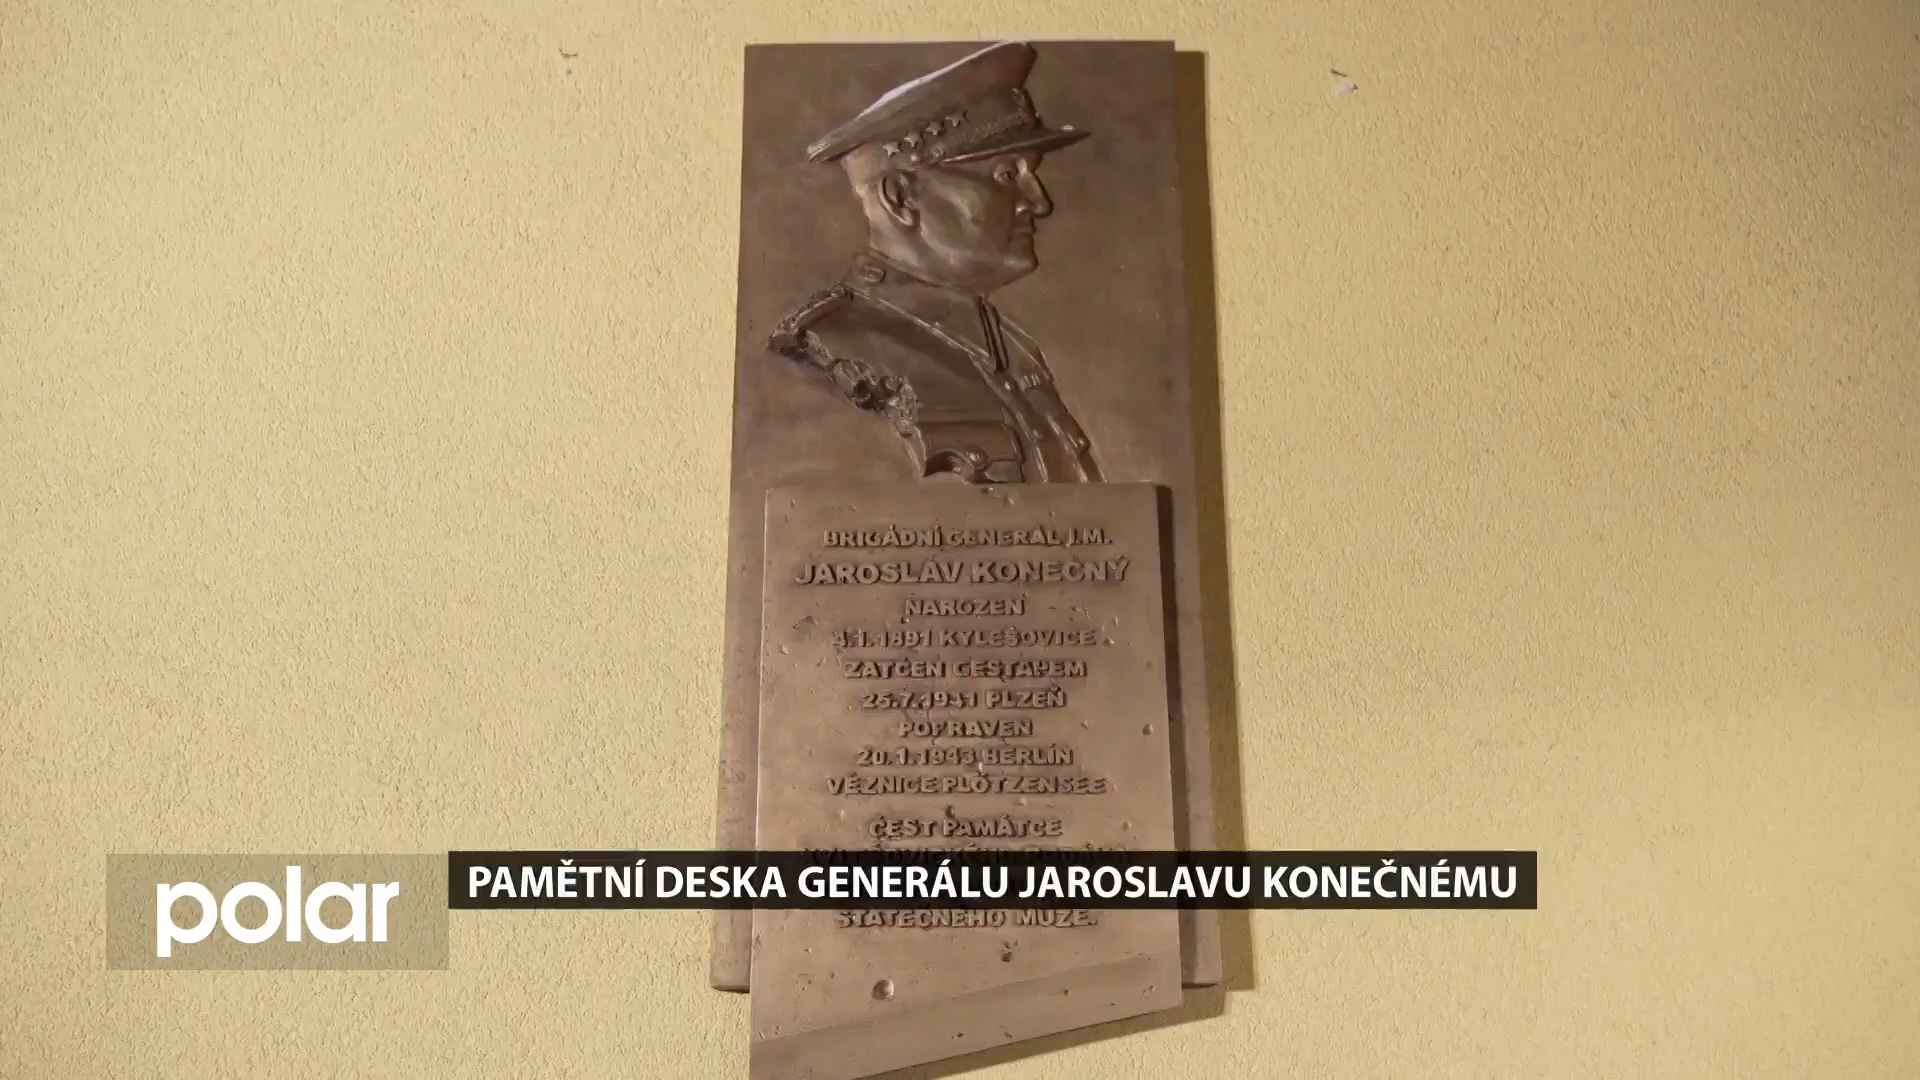 BRIGÁDNÍ GENERÁL I.M.
JAROSLAV KONEČNÝ
NAROZEN
4.1.1891 KYLEŠOVICE
ZATČEN GESTAPEM
25.7.1941 PLZEŇ
POPRAVEN
20.1.1943 BERLÍN
VĚZNICE PLÖTZENSEE
ČEST PAMÁTCE
STATEČNÉHO MUŽE.
polar
PAMĚTNÍ DESKA GENERÁLU JAROSLAVU KONEČNÉMU